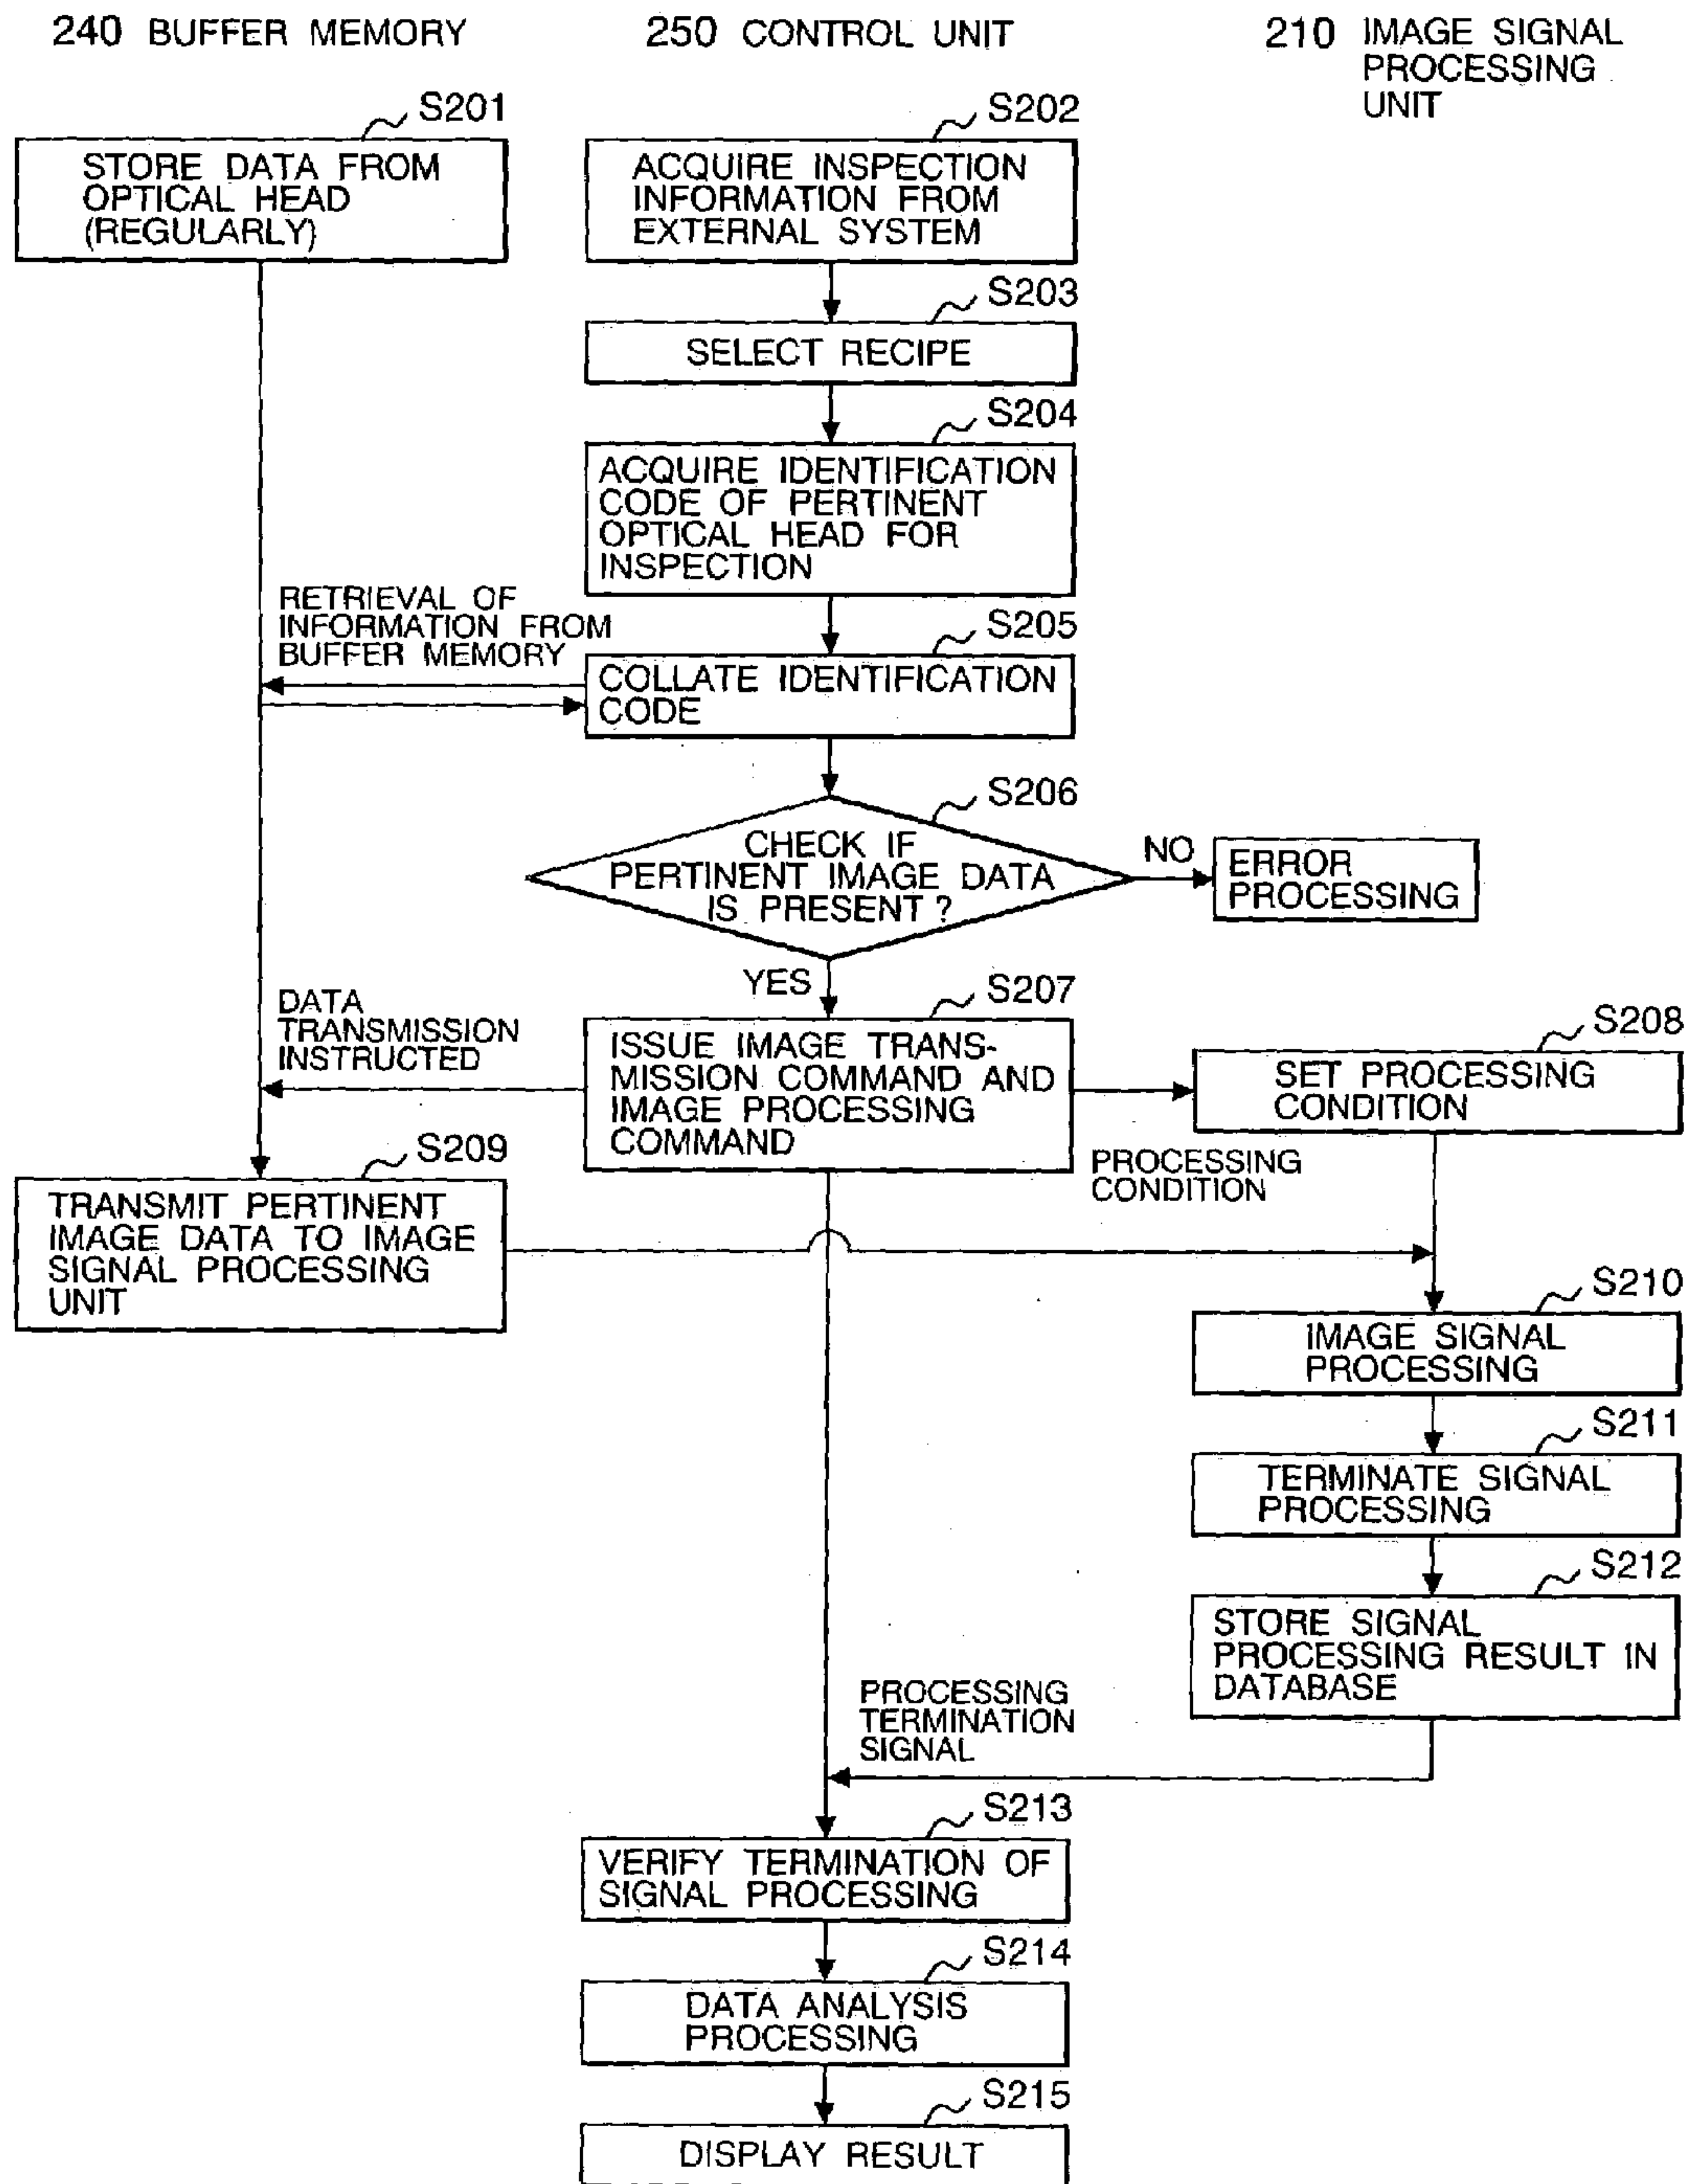 240 BUFFER MEMORY
250 CONTROL UNIT
210 IMAGE SIGNAL
PROCESSING
UNIT
S201
STORE DATA FROM
OPTICAL HEAD
(REGULARLY)
S202
ACQUIRE INSPECTION
INFORMATION FROM
EXTERNAL SYSTEM
S203
SELECT RECIPE
S204
ACQUIRE IDENTIFICATION
CODE OF PERTINENT
OPTICAL HEAD FOR
INSPECTION
RETRIEVAL OF
INFORMATION FROM
BUFFER MEMORY
S205
COLLATE IDENTIFICATION
CODE
S206
CHECK IF
PERTINENT IMAGE DATA
IS PRESENT?
NO
ERROR
PROCESSING
YES
DATA
TRANSMISSION
INSTRUCTED
S207
ISSUE IMAGE TRANS-
MISSION COMMAND AND
IMAGE PROCESSING
COMMAND
S208
SET PROCESSING
CONDITION
PROCESSING
CONDITION
S209
TRANSMIT PERTINENT
IMAGE DATA TO IMAGE
SIGNAL PROCESSING
UNIT
S210
IMAGE SIGNAL
PROCESSING
S211
TERMINATE SIGNAL
PROCESSING
S212
STORE SIGNAL
PROCESSING RESULT IN
DATABASE
PROCESSING
TERMINATION
SIGNAL
S213
VERIFY TERMINATION OF
SIGNAL PROCESSING
S214
DATA ANALYSIS
PROCESSING
S215
DISPLAY RESULT